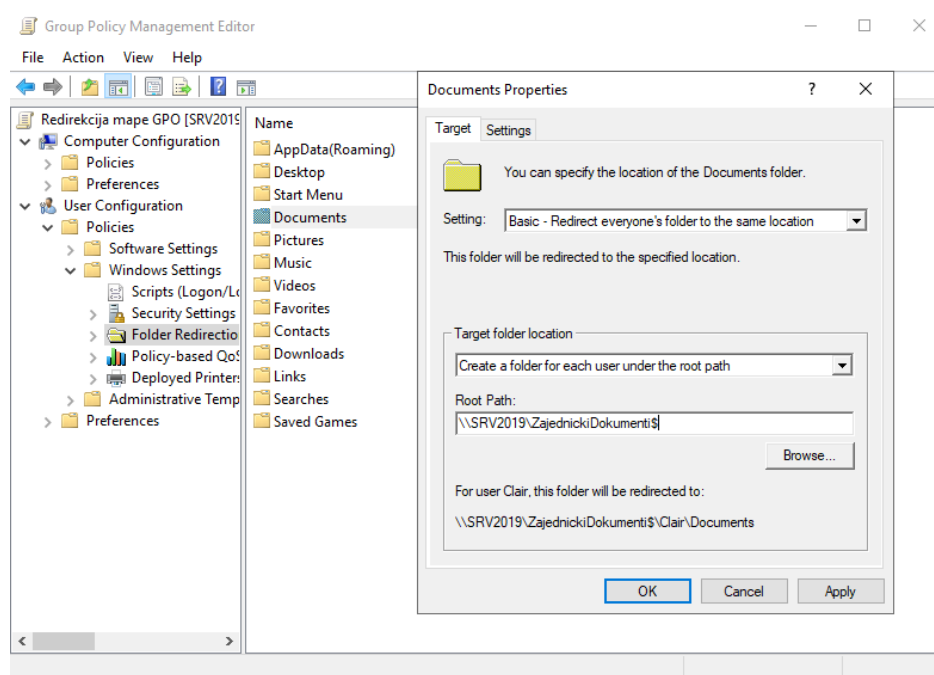 Group Policy Management Editor
File Action View Help
Redirekcija mape GPO [SRV2019
Computer Configuration
Policies
Preferences
User Configuration
Policies
Software Settings
Windows Settings
Scripts (Logon/Lo
Security Settings
Folder Redirectio
Policy-based QoS
Deployed Printers
Administrative Temp
Preferences
Name
AppData(Roaming)
Desktop
Start Menu
Documents
Pictures
Music
Videos
Favorites
Contacts
Downloads
Links
Searches
Saved Games
Documents Properties
Target Settings
You can specify the location of the Documents folder.
Setting: Basic - Redirect everyone's folder to the same location
This folder will be redirected to the specified location.
Target folder location
Create a folder for each user under the root path
Root Path:
\\SRV2019\ZajednickiDokumenti$
Browse...
For user Clair, this folder will be redirected to:
\\SRV2019\ZajednickiDokumenti$\Clair\Documents
OK Cancel Apply